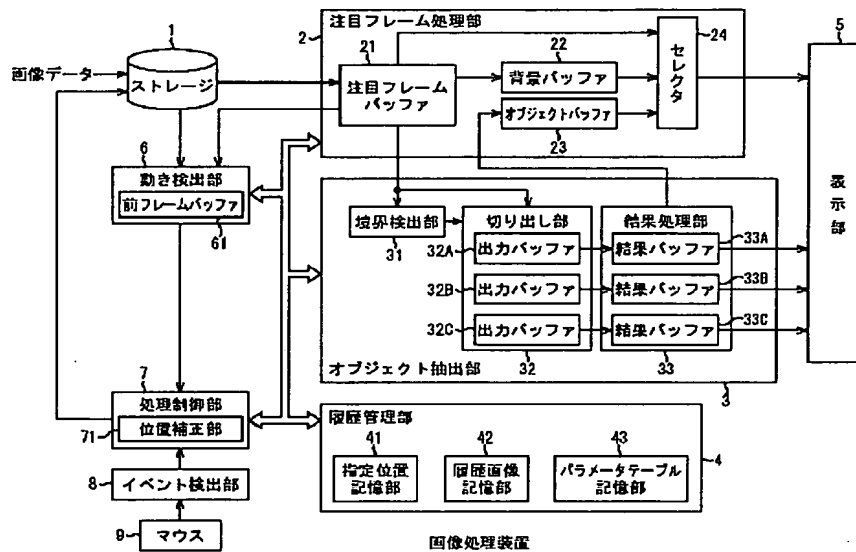 注目フレーム処理部
1
2
21
22
24
5
画像データ
ストレージ
注目フレーム
バッファ
背景バッファ
オブジェクトバッファ
セレクタ
23
6
動き検出部
前フレームバッファ
61
境界検出部
31
切り出し部
結果処理部
32A
出力バッファ
結果バッファ
33A
32B
出力バッファ
結果バッファ
33B
32C
出力バッファ
結果バッファ
33C
表示部
オブジェクト抽出部
32
33
3
7
処理制御部
71
位置補正部
8
イベント検出部
9
マウス
履歴管理部
41
42
43
4
指定位置
記憶部
履歴画像
記憶部
パラメータテーブル
記憶部
画像処理装置